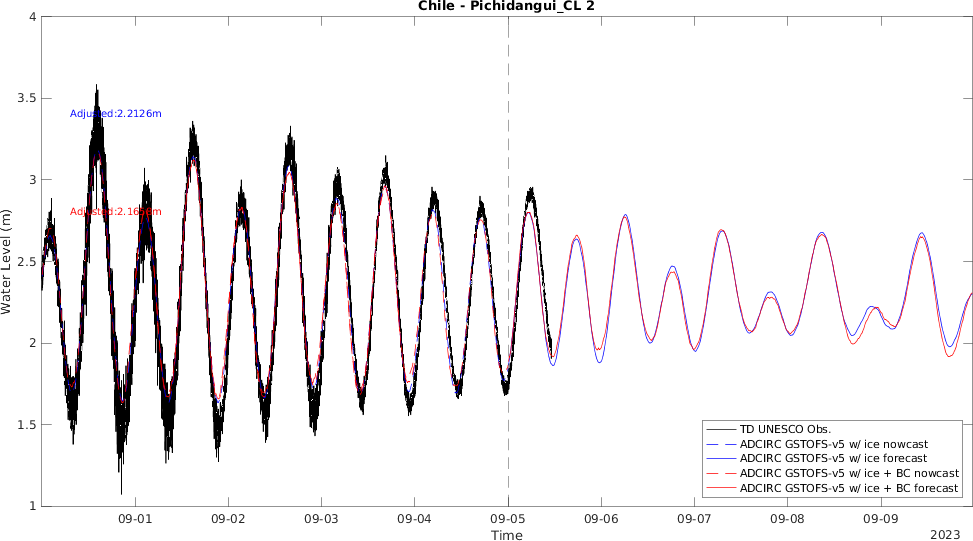 Chile - Pichidangui_CL 2
4
3.5
3
2.5
2
1.5
1
Water Level (m)
Adjusted:2.2126m
Adjusted:2.1656m
TD UNESCO Obs.
ADCIRC GSTOFS-v5 w/ ice nowcast
ADCIRC GSTOFS-v5 w/ ice forecast
ADCIRC GSTOFS-v5 w/ ice + BC nowcast
ADCIRC GSTOFS-v5 w/ ice + BC forecast
09-01 09-02 09-03 09-04 09-05 09-06 09-07 09-08 09-09
Time
2023